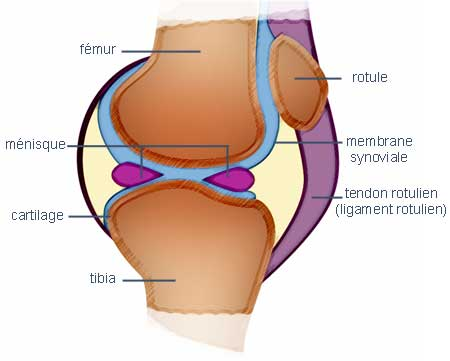 fémur
rotule
ménisque
membrane
synoviale
tendon rotulien
(ligament rotulien)
cartilage
tibia